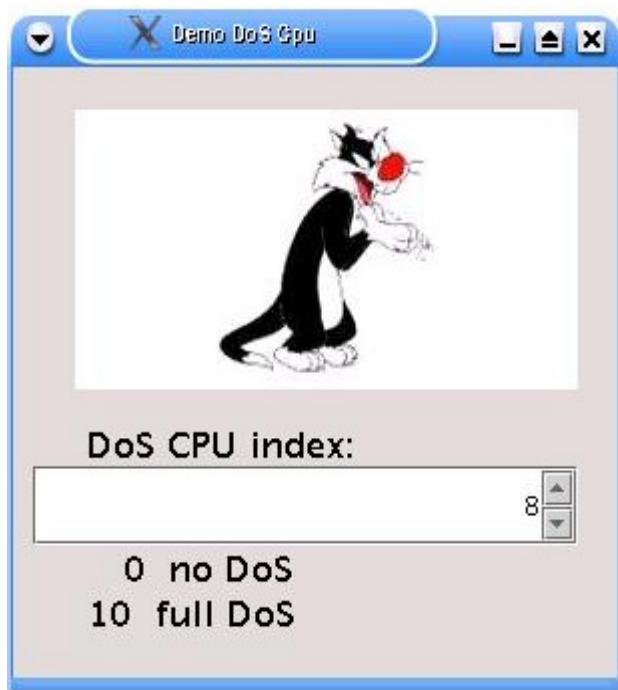 Demo DoS Cpu
DoS CPU index:
8
0 no DoS
10 full DoS